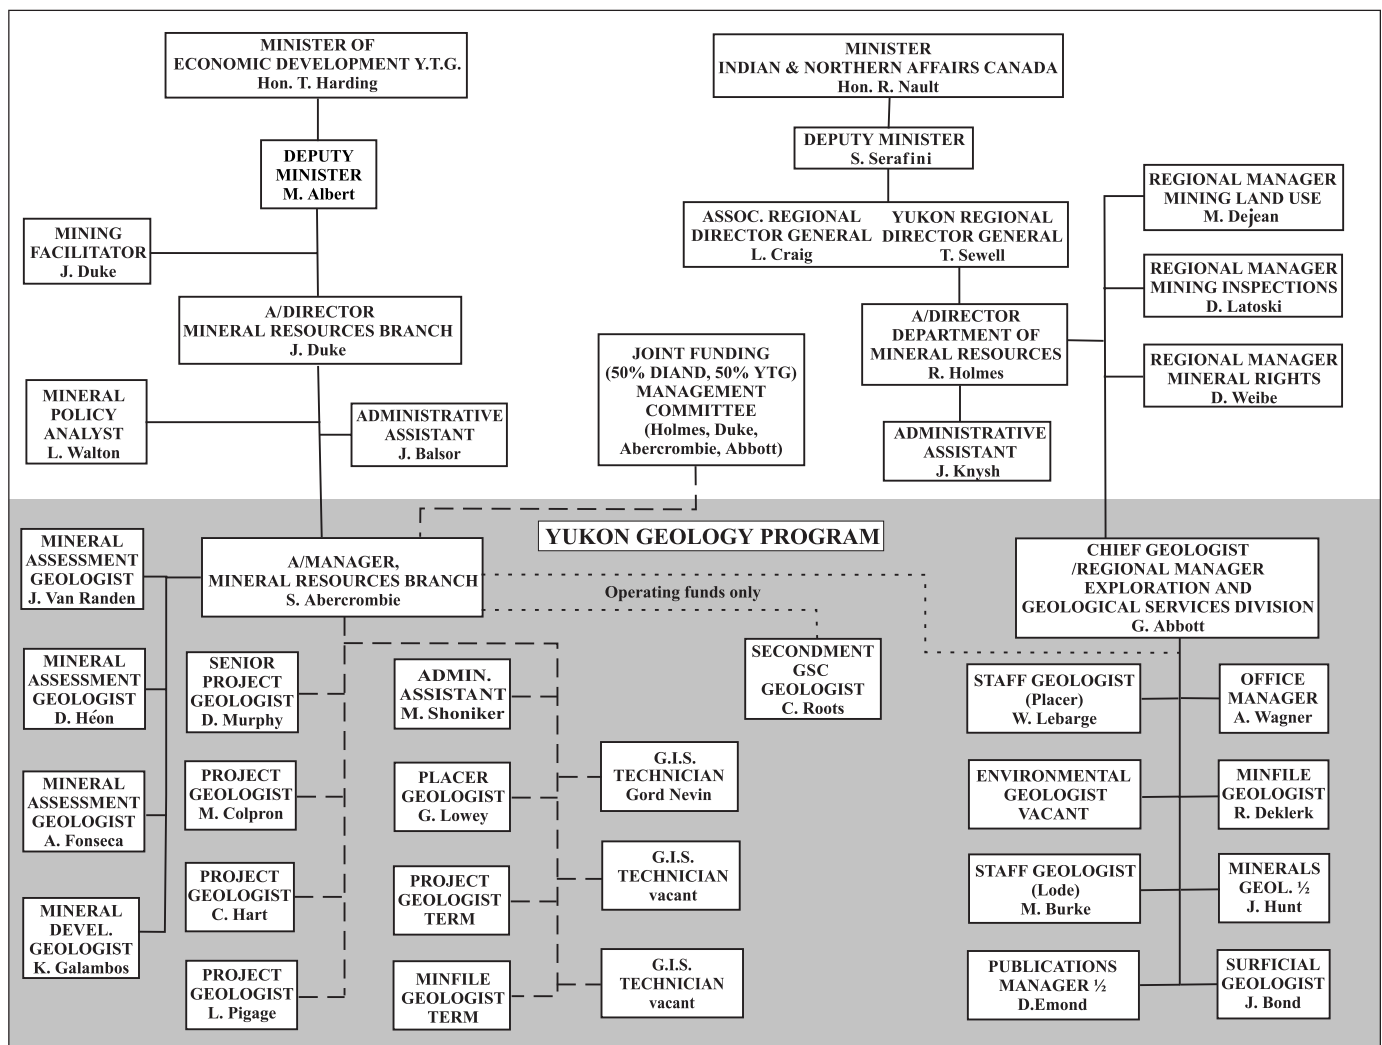 MINISTER OF
ECONOMIC DEVELOPMENT Y.T.G.
Hon. T. Harding
MINISTER
INDIAN & NORTHERN AFFAIRS CANADA
Hon. R. Nault
DEPUTY
MINISTER
M. Albert
DEPUTY MINISTER
S. Serafini
MINING
FACILITATOR
J. Duke
ASSOC. REGIONAL
DIRECTOR GENERAL
L. Craig
YUKON REGIONAL
DIRECTOR GENERAL
T. Sewell
REGIONAL MANAGER
MINING LAND USE
M. Dejean
REGIONAL MANAGER
MINING INSPECTIONS
D. Latoski
A/DIRECTOR
MINERAL RESOURCES BRANCH
J. Duke
JOINT FUNDING
(50% DIAND, 50% YTG)
MANAGEMENT
COMMITTEE
(Holmes, Duke,
Abercrombie, Abbott)
A/DIRECTOR
DEPARTMENT OF
MINERAL RESOURCES
R. Holmes
REGIONAL MANAGER
MINERAL RIGHTS
D. Weibe
MINERAL
POLICY
ANALYST
L. Walton
ADMINISTRATIVE
ASSISTANT
J. Balsor
ADMINISTRATIVE
ASSISTANT
J. Knysh
YUKON GEOLOGY PROGRAM
MINERAL
ASSESSMENT
GEOLOGIST
J. Van Randen
A/MANAGER,
MINERAL RESOURCES BRANCH
S. Abercrombie
Operating funds only
CHIEF GEOLOGIST
/REGIONAL MANAGER
EXPLORATION AND
GEOLOGICAL SERVICES DIVISION
G. Abbott
MINERAL
ASSESSMENT
GEOLOGIST
D. Héon
SENIOR
PROJECT
GEOLOGIST
D. Murphy
ADMIN.
ASSISTANT
M. Shoniker
SECONDMENT
GSC
GEOLOGIST
C. Roots
STAFF GEOLOGIST
(Placer)
W. Lebarge
OFFICE
MANAGER
A. Wagner
MINERAL
ASSESSMENT
GEOLOGIST
A. Fonseca
PROJECT
GEOLOGIST
M. Colpron
PLACER
GEOLOGIST
G. Lowey
G.I.S.
TECHNICIAN
Gord Nevin
ENVIRONMENTAL
GEOLOGIST
VACANT
MINFILE
GEOLOGIST
R. Deklerk
MINERAL
DEVEL.
GEOLOGIST
K. Galambos
PROJECT
GEOLOGIST
C. Hart
PROJECT
GEOLOGIST
TERM
G.I.S.
TECHNICIAN
vacant
STAFF GEOLOGIST
(Lode)
M. Burke
MINERALS
GEOL. ½
J. Hunt
PROJECT
GEOLOGIST
L. Pigage
MINFILE
GEOLOGIST
TERM
G.I.S.
TECHNICIAN
vacant
PUBLICATIONS
MANAGER ½
D.Emond
SURFICIAL
GEOLOGIST
J. Bond